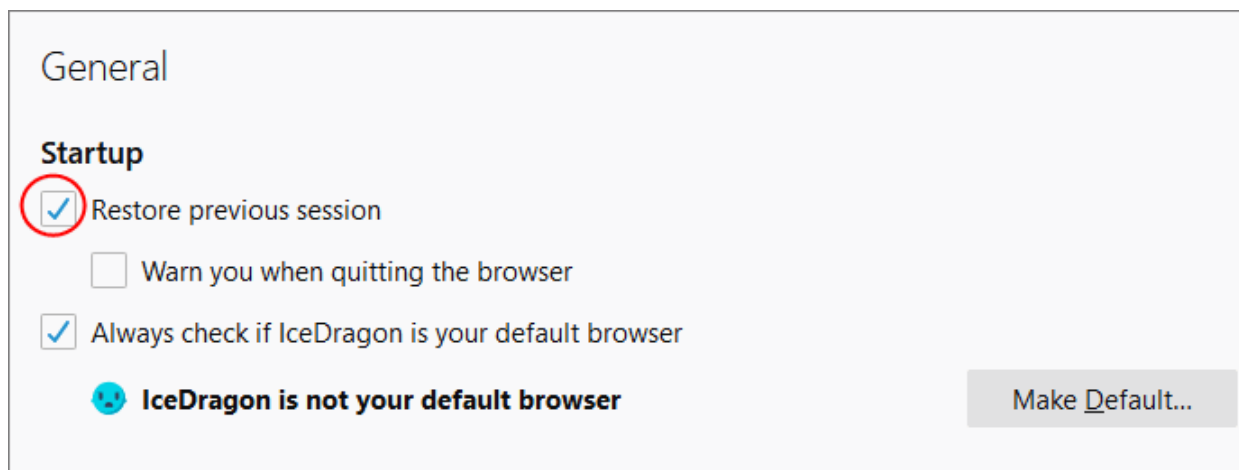 General
Startup
Restore previous session
Warn you when quitting the browser
Always check if IceDragon is your default browser
IceDragon is not your default browser
Make Default...